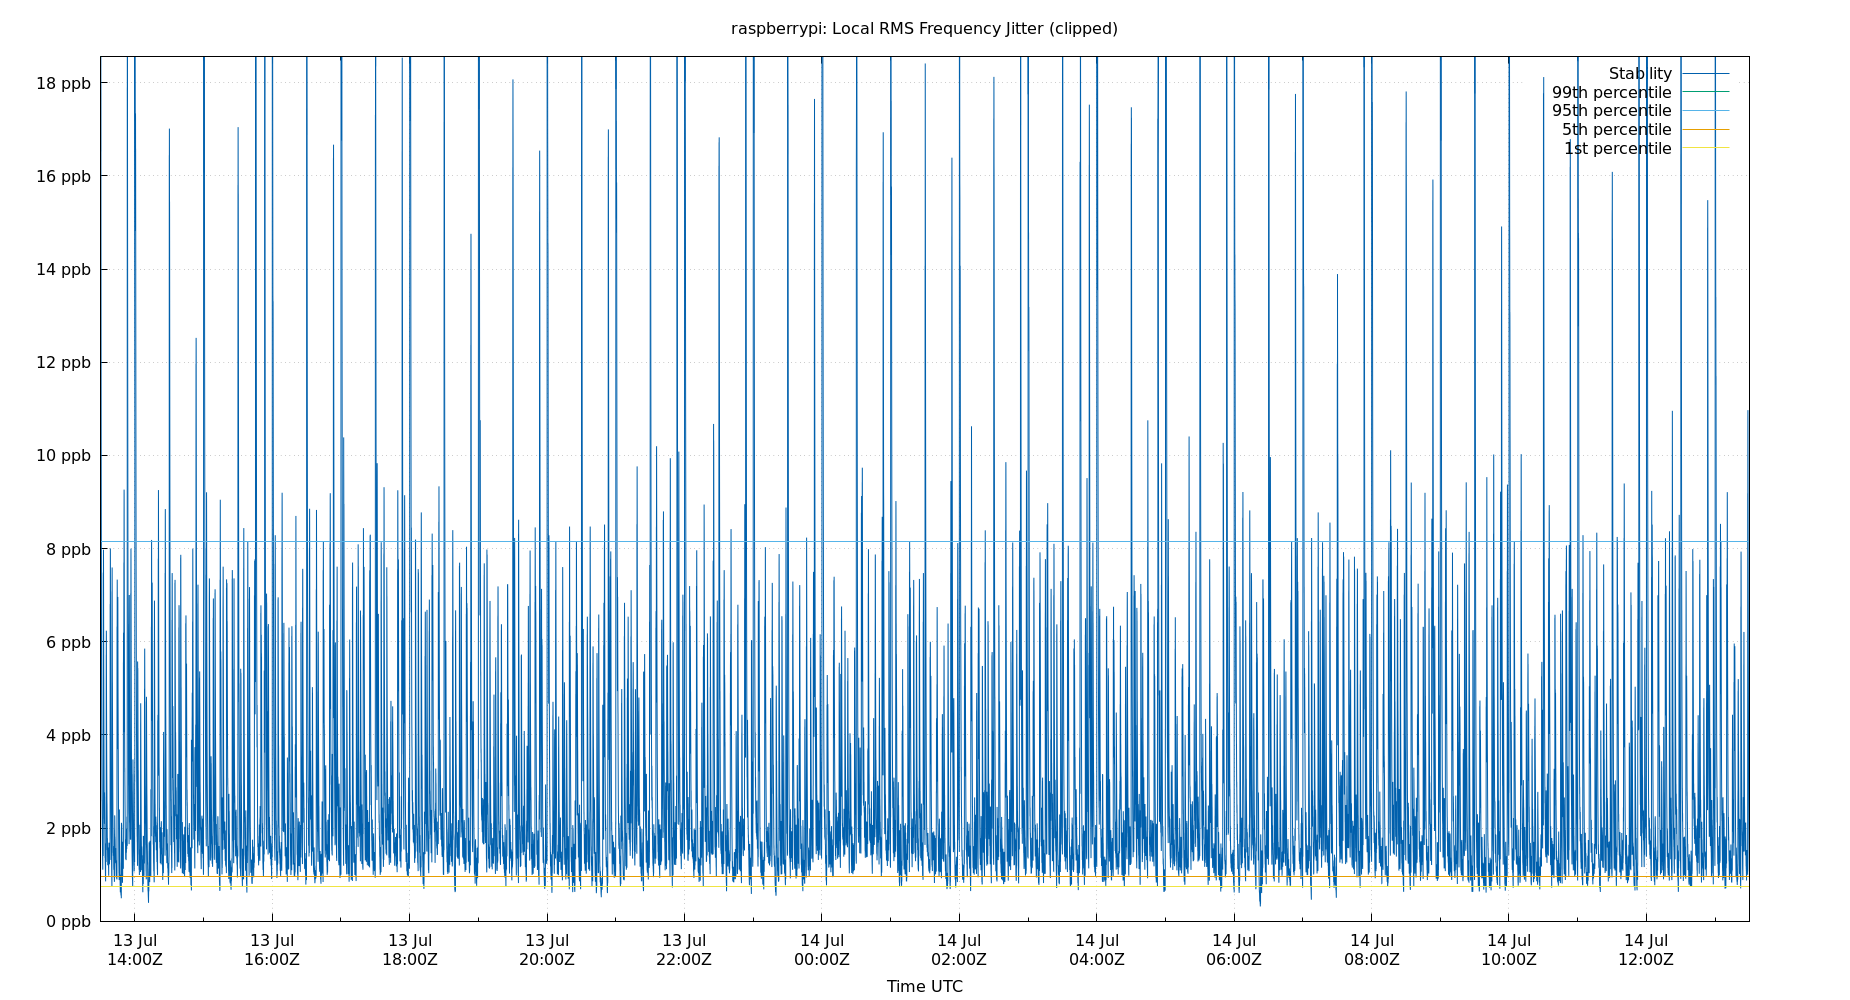 raspberrypi: Local RMS Frequency Jitter (clipped)
18 ppb
16 ppb
14 ppb
12 ppb
10 ppb
8 ppb
6 ppb
4 ppb
2 ppb
0 ppb
Stability
99th percentile
95th percentile
5th percentile
1st percentile
13 Jul 13 Jul 13 Jul 13 Jul 13 Jul 14 Jul 14 Jul 14 Jul 14 Jul 14 Jul 14 Jul 14 Jul
14:00Z 16:00Z 18:00Z 20:00Z 22:00Z 00:00Z 02:00Z 04:00Z 06:00Z 08:00Z 10:00Z 12:00Z
Time UTC